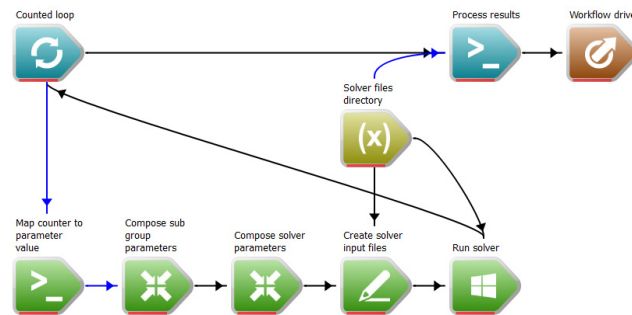 Counted loop
Process results
Workflow drive
Solver files
directory
Map counter to
parameter
value
Compose sub
group
parameters
Compose solver
parameters
Create solver
input files
Run solver